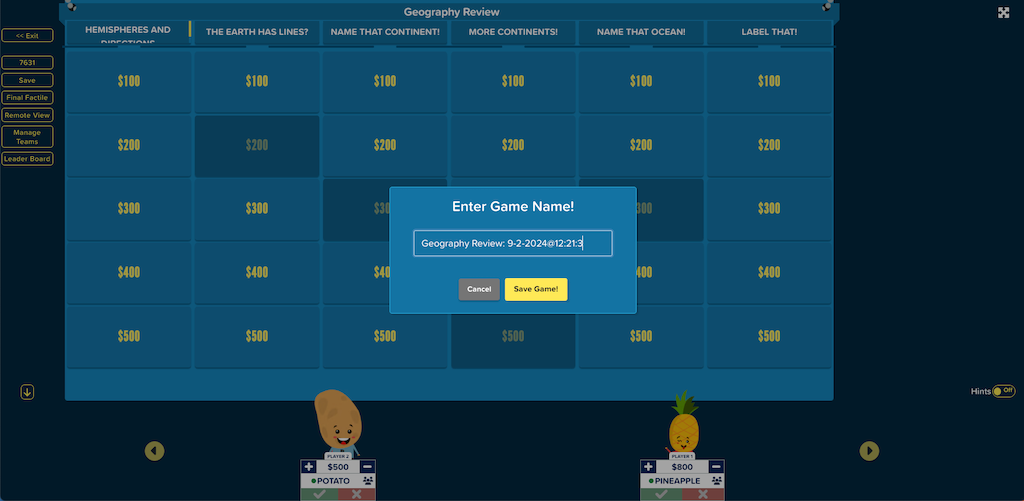 Geography Review
<< Exit
7631
Save
Final Factile
Remote View
Manage
Teams
Leader Board
HEMISPHERES AND
DIRECTIONS
THE EARTH HAS LINES?
NAME THAT CONTINENT!
MORE CONTINENTS!
NAME THAT OCEAN!
LABEL THAT!
$100 $100 $100 $100 $100 $100
$200 $200 $200 $200 $200 $200
$300 $300 $30 300 $300
$400 $400 $40 400 $400
$500 $500 $500 $500 $500 $500
Enter Game Name!
Geography Review: 9-2-2024@12:21:3
Cancel Save Game!
Hints Off
PLAYER 2
+ $500 −
POTATO
PLAYER 1
+ $800 −
PINEAPPLE